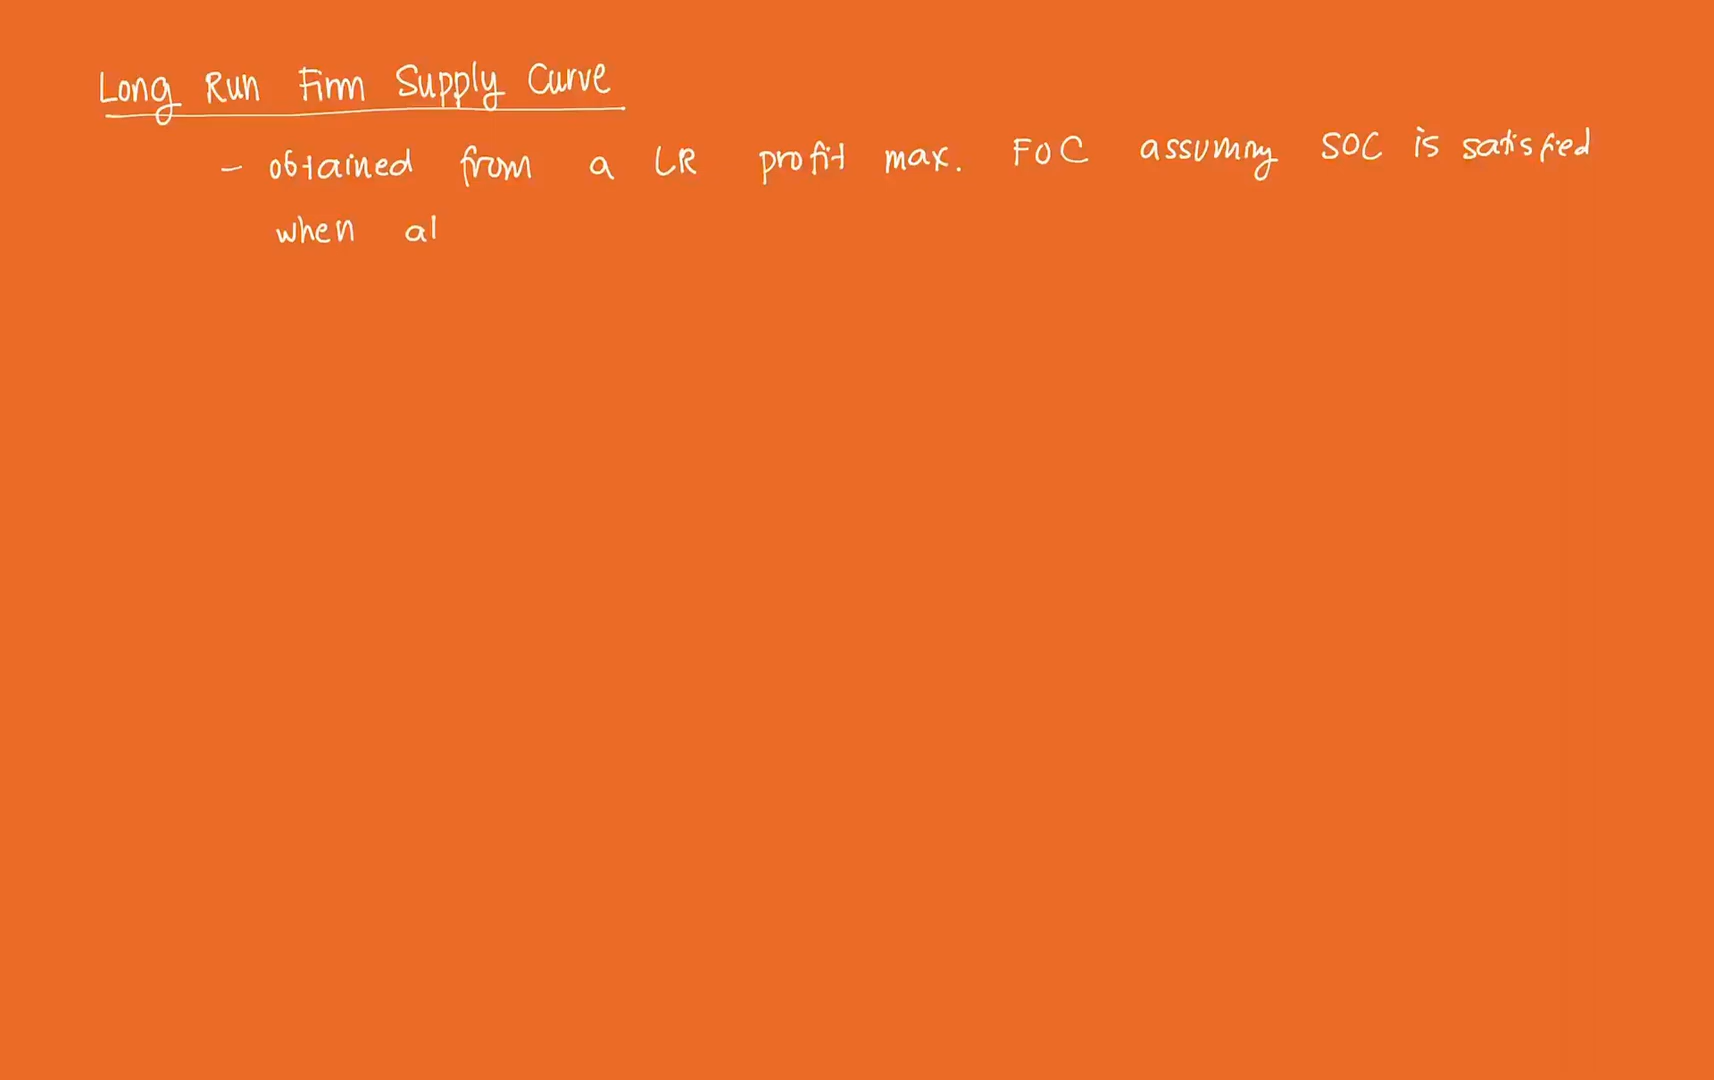 Long Run Firm Supply Curve
- obtained from a LR profit max. FOC assuming SOC is satisfied
when al